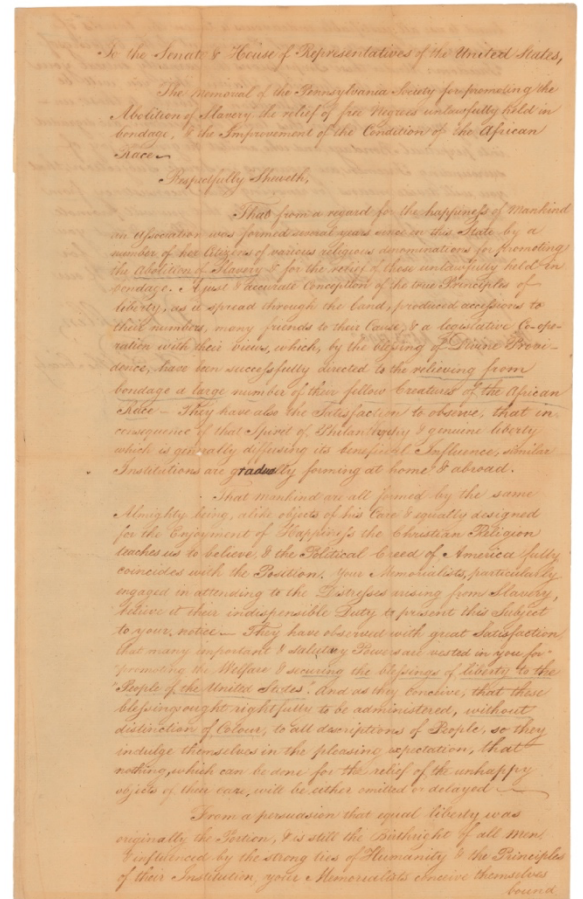 To the Senate & House of Representatives of the United States,
The Memorial of the Pennsylvania Society for promoting the
Abolition of Slavery, the relief of free Negroes unlawfully held in
bondage, & the Improvement of the Condition of the African
Race—
Respectfully Sheweth,
That from a regard for the happiness of Mankind
an Association was formed several years since in this State by a
number of her Citizens of various religious denominations for promoting
the Abolition of Slavery & for the relief of those unlawfully held in
bondage. A just & accurate Conception of the true Principles of
liberty, as it spread through the land, produced accessions to
their numbers, many friends to their Cause, & a legislative Co-ope-
ration with their views, which, by the blessing of Divine Provi-
dence, have been successfully directed to the relieving from
bondage a large number of their fellow Creatures of the African
Race — They have also the Satisfaction to observe, that in
consequence of that Spirit of Philanthropy & genuine liberty
which is generally diffusing its beneficial Influence, similar
Institutions are gradually forming at home & abroad.
That mankind are all formed by the same
Almighty being, alike objects of his Care & equally designed
for the Enjoyment of Happiness the Christian Religion
teaches us to believe & the Political Creed of America fully
coincides with the Position. Your Memorialists, particularly
engaged in attending to the Distresses arising from Slavery,
believe it their indispensible Duty to present this Subject
to your notice — They have observed with great Satisfaction
that many important & salutary Powers are vested in you for
"promoting the Welfare & securing the blessings of liberty to the
"People of the United States." And as they conceive, that these
blessings ought rightfully to be administered, without
distinction of Colour, to all descriptions of People, so they
indulge themselves in the pleasing expectation, that
nothing, which can be done for the relief of the unhappy
objects of their care, will be either omitted or delayed —
From a persuasion that equal liberty was
originally the Portion, & is still the Birthright of all Men
& influenced by the strong ties of Humanity & the Principles
of their Institution, your Memorialists conceive themselves
bound